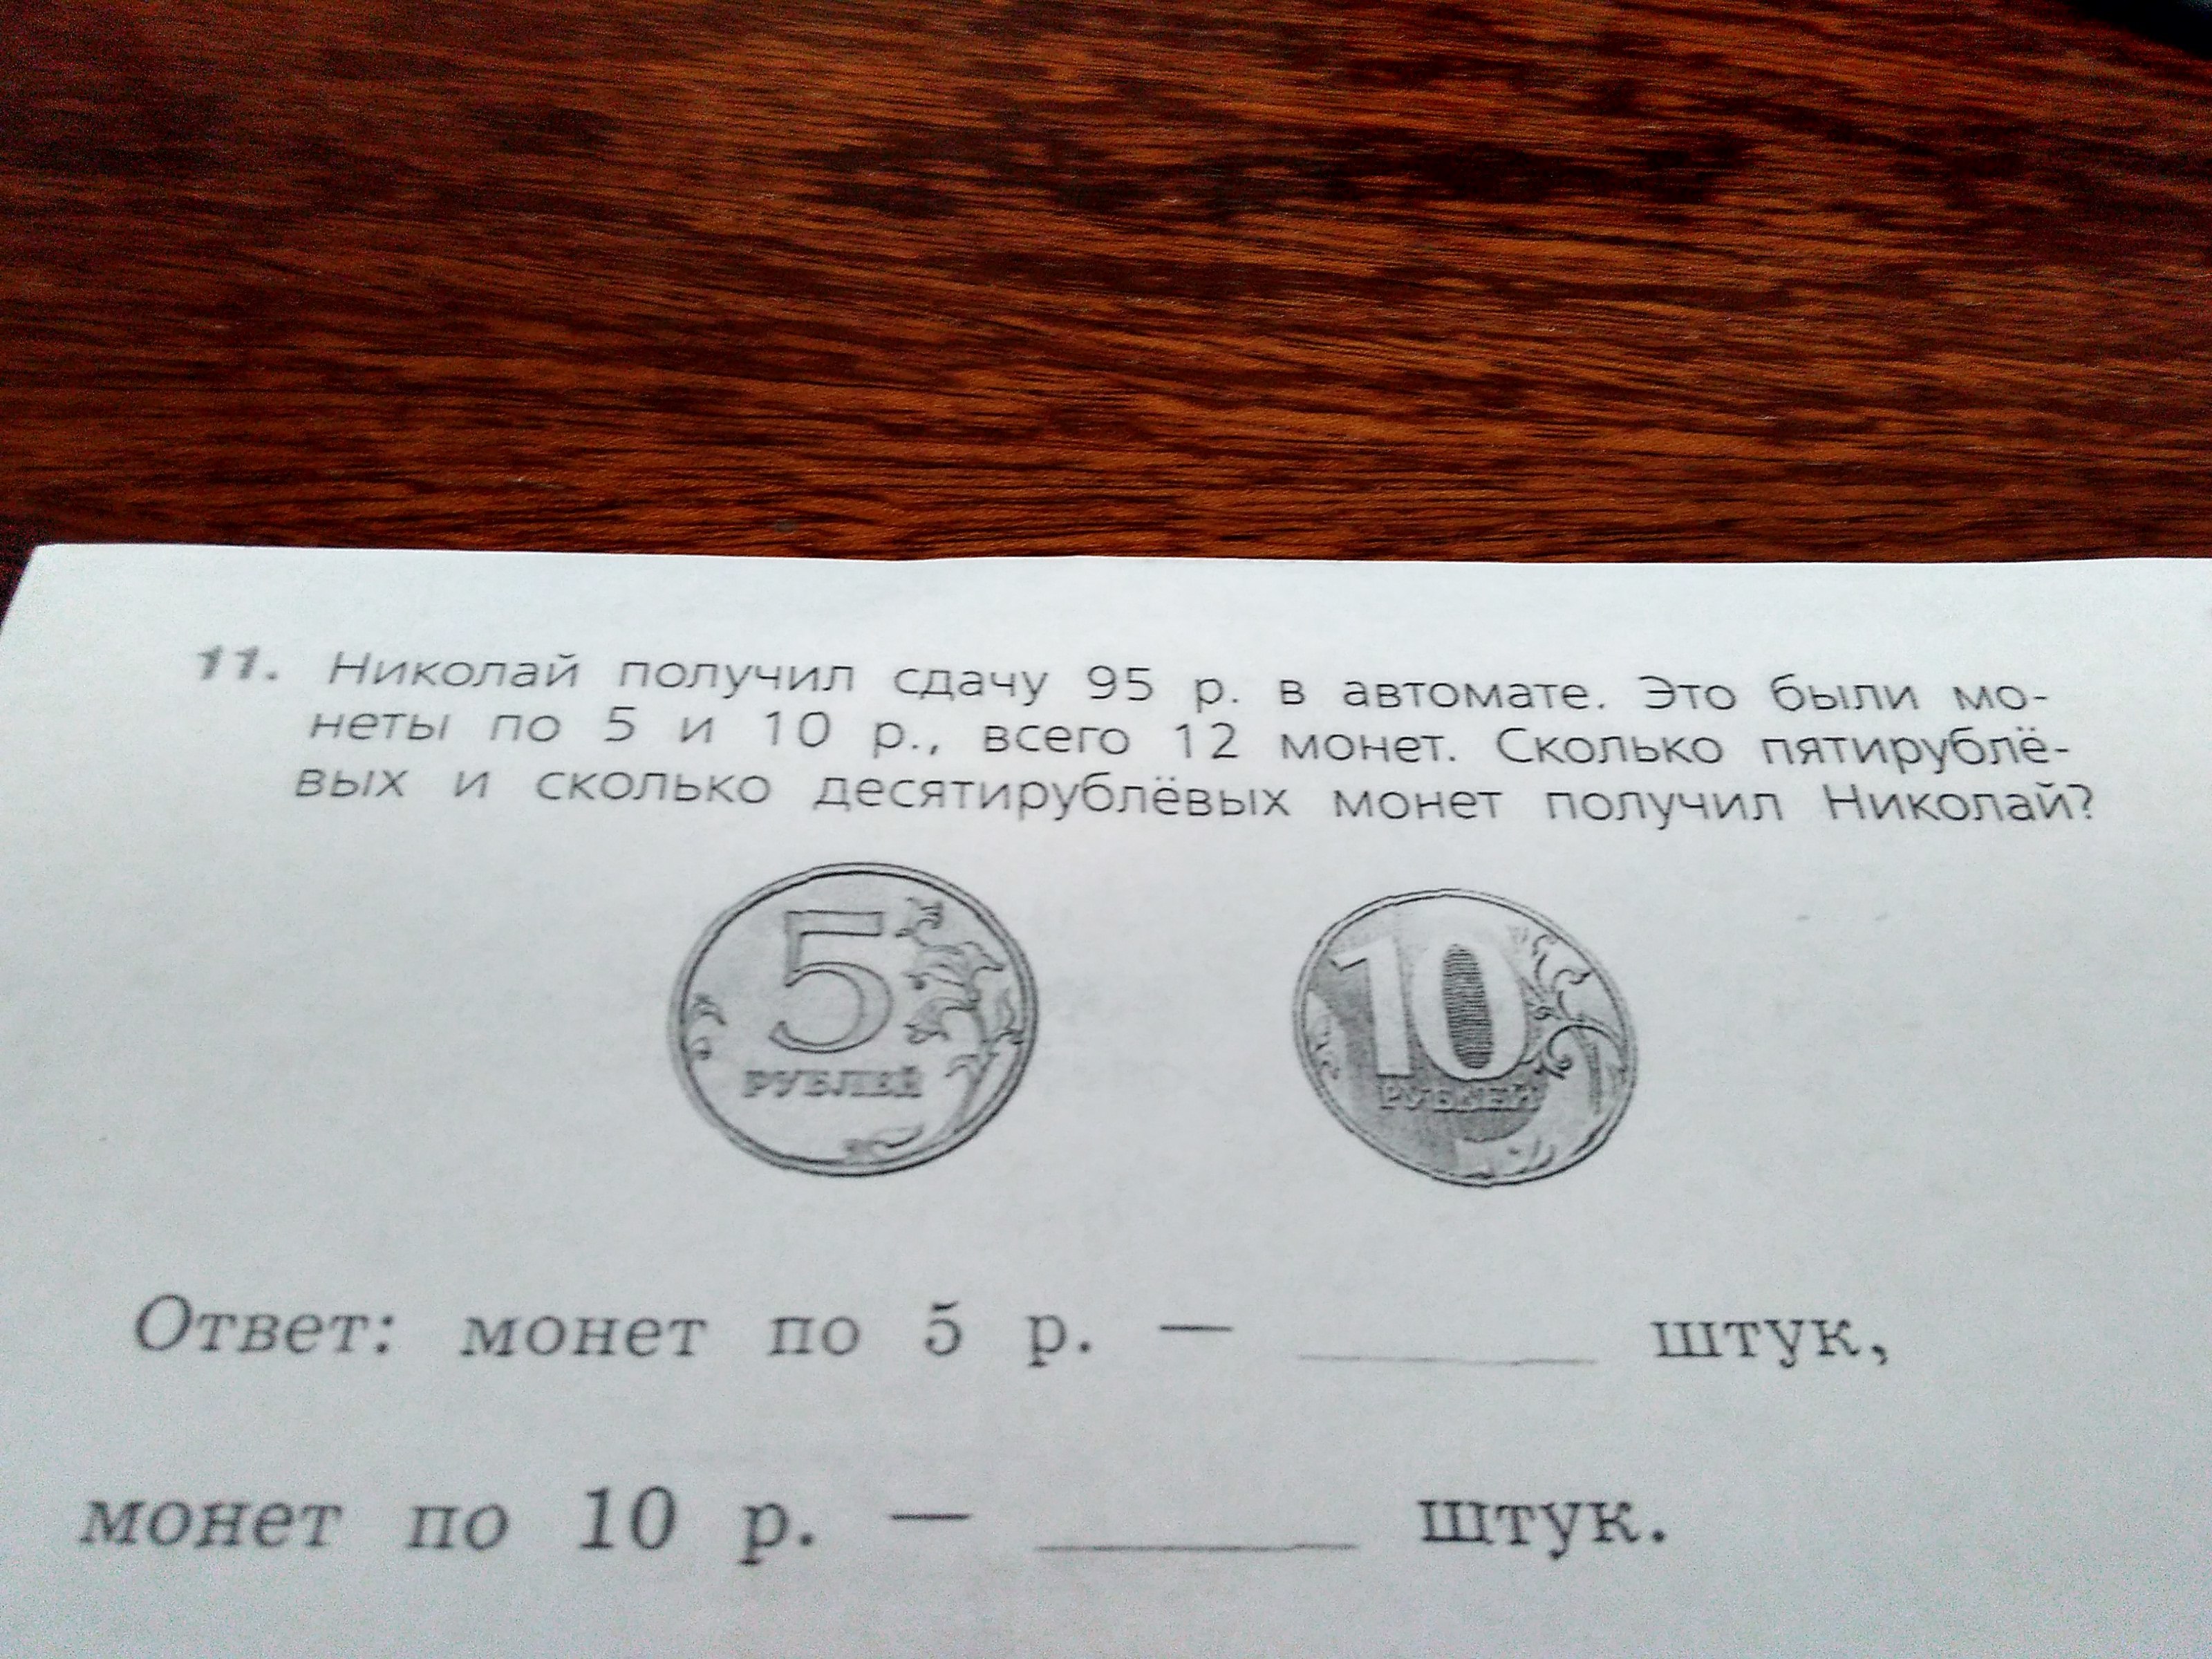 11. Николай получил сдачу 95 р. в автомате. Это были мо-
неты по 5 и 10 р., всего 12 монет. Сколько пятирублё-
вых и сколько десятирублёвых монет получил Николай?
5
РУБЛЕЙ
10
РУБЛЕЙ
Ответ: монет по 5 р. — ______ штук,
монет по 10 р. — ______ штук.